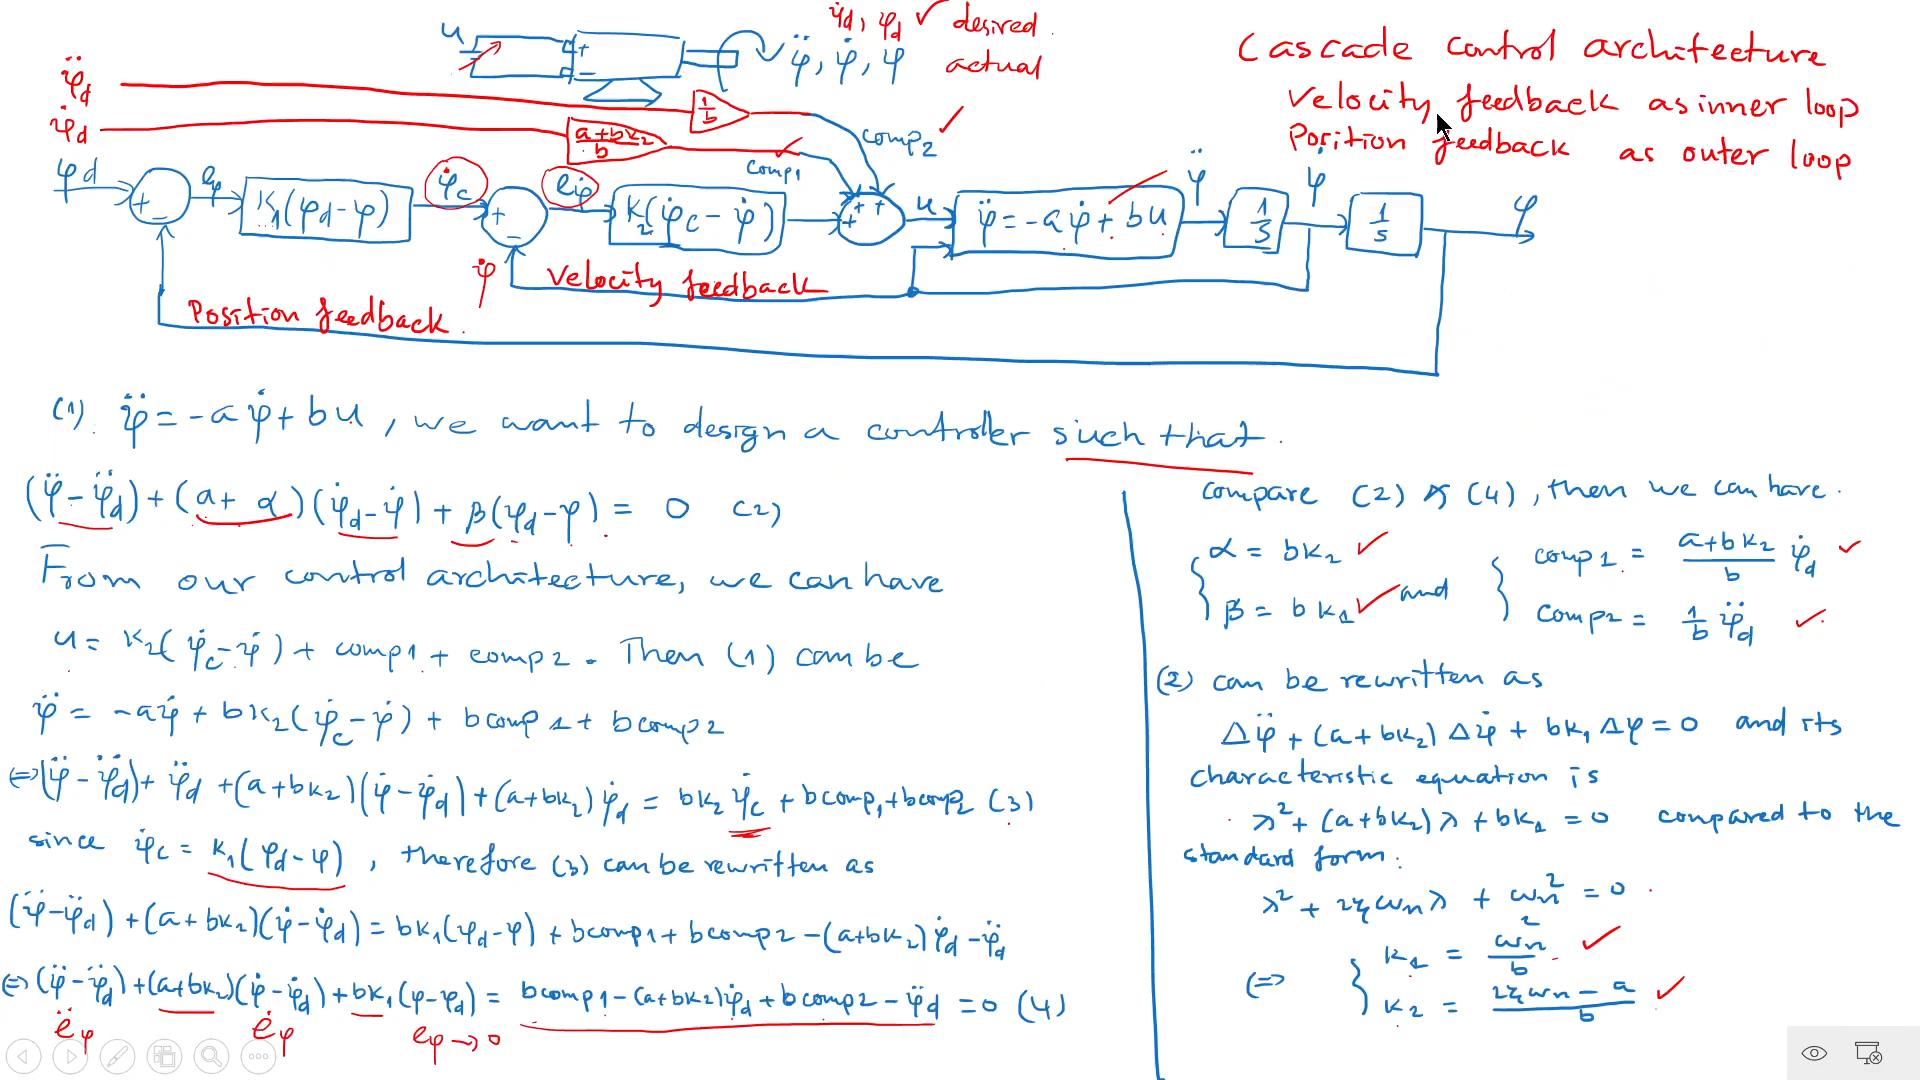 φ̇d, φd ✓ desired.
u
φ̈, φ̇, φ actual
Cascade control architecture
Velocity feedback as inner loop
Position feedback as outer loop
φ̈d
1/b
φ̇d
(a+bk₂)/b
comp2
comp1
φd
+ −
eφ
K₁(φd-φ)
φ̇c
+ −
eφ̇
K₂(φ̇c - φ̇)
+ + +
u
φ̈ = -aφ̇ + bu
φ̈
1/s
φ̇
1/s
φ
φ̇
Velocity feedback
Position feedback.
(1) φ̈ = -aφ̇ + bu, we want to design a controller such that.
(φ̈ - φ̈d) + (a + α)(φ̇d - φ̇) + β(φd - φ) = 0 (2)
From our control architecture, we can have
u = K₂(φ̇c - φ̇) + comp1 + comp2. Then (1) can be
φ̈ = -aφ̇ + bK₂(φ̇c - φ̇) + bcomp1 + bcomp2
⇔ (φ̈ - φ̈d) + φ̈d + (a+bk₂)(φ̇ - φ̇d) + (a+bk₂)φ̇d = bk₂φ̇c + bcomp1 + bcomp2 (3)
since φ̇c = K₁(φd - φ), therefore (3) can be rewritten as
(φ̈ - φ̈d) + (a + bk₂)(φ̇ - φ̇d) = bk₁(φd - φ) + bcomp1 + bcomp2 - (a+bk₂)φ̇d - φ̈d
⇔ (φ̈ - φ̈d) + (a+bk₂)(φ̇ - φ̇d) + bk₁(φ - φd) = bcomp1 - (a+bk₂)φ̇d + bcomp2 - φ̈d = 0 (4)
ëφ ėφ eφ → 0
Compare (2) & (4), then we can have.
α = bk₂ ✓
β = bk₁ ✓ and
comp1 = (a+bk₂)/b φ̇d ✓
comp2 = 1/b φ̈d ✓
(2) can be rewritten as
Δφ̈ + (a + bk₂)Δφ̇ + bk₁Δφ = 0 and its
characteristic equation is
λ² + (a+bk₂)λ + bk₁ = 0 compared to the
standard form:
λ² + 2ξωnλ + ωn² = 0
⇔ K₁ = ωn²/b ✓
K₂ = (2ξωn - a)/b ✓